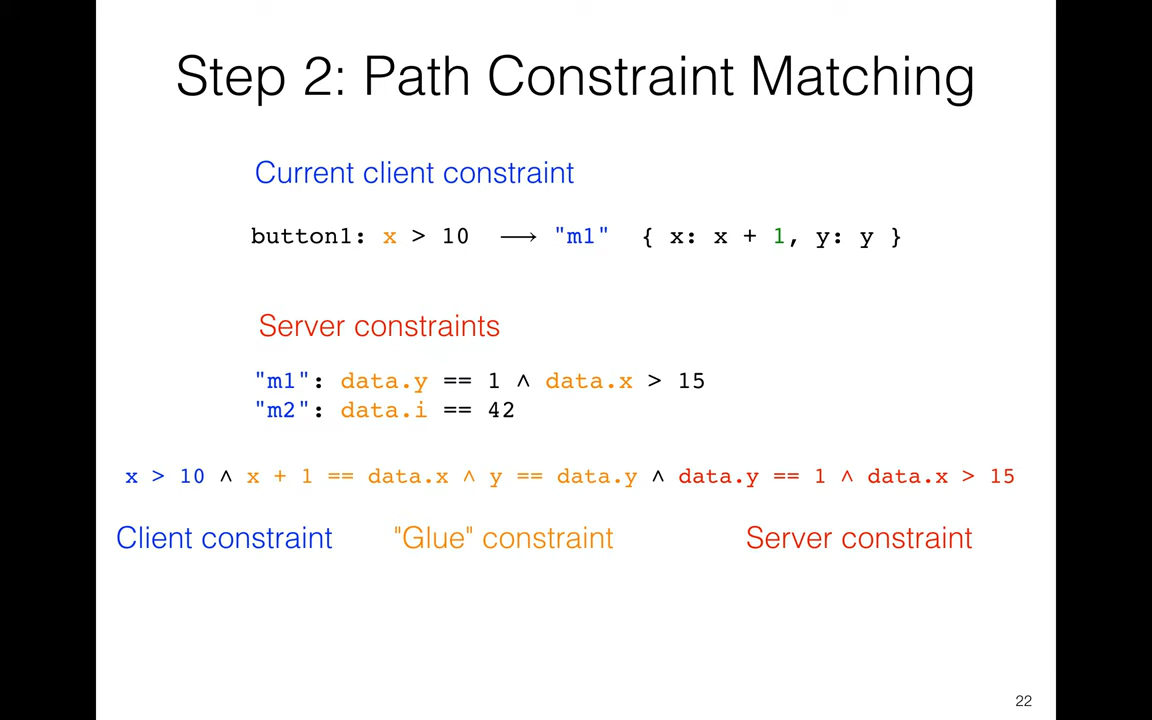 Step 2: Path Constraint Matching
Current client constraint
button1: x > 10 ⟶ "m1" { x: x + 1, y: y }
Server constraints
"m1": data.y == 1 ∧ data.x > 15
"m2": data.i == 42
x > 10 ∧ x + 1 == data.x ∧ y == data.y ∧ data.y == 1 ∧ data.x > 15
Client constraint "Glue" constraint Server constraint
22